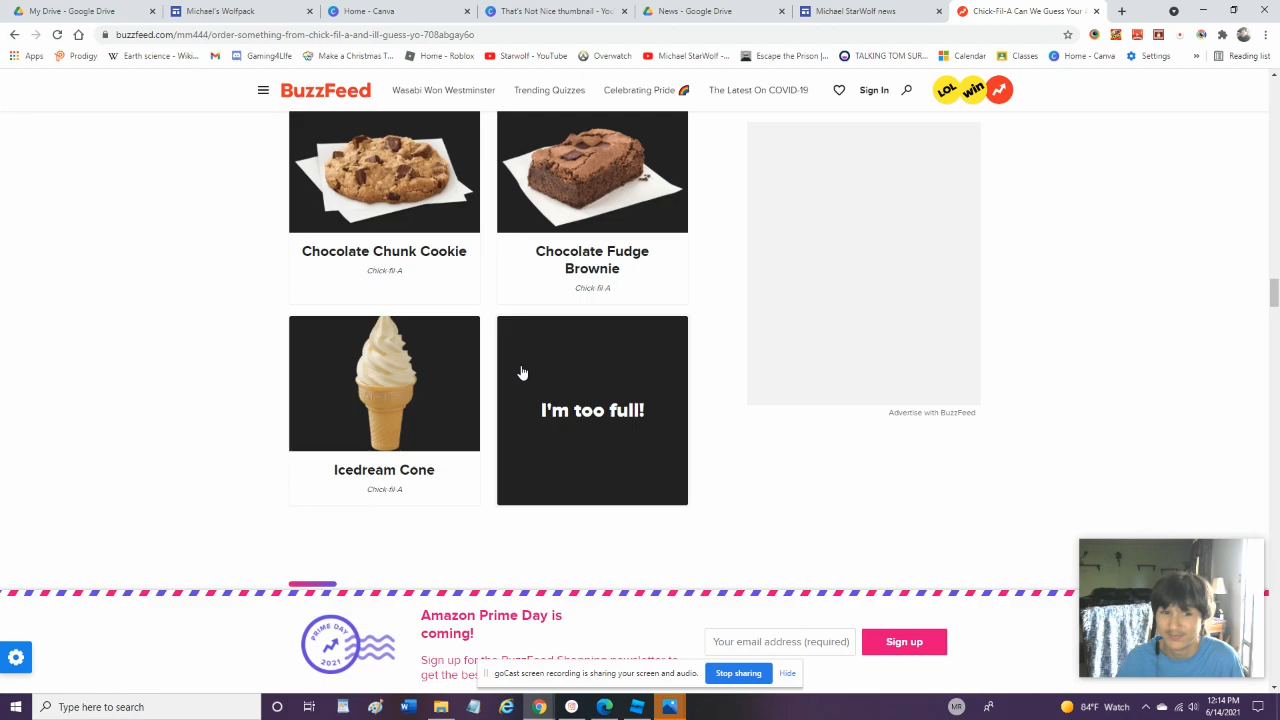 My Drive - Google Drive
Michael's Wolfpack
Home - Canva
That's Not Nice thumbnail - You
News - Google Drive
Michael StarWolf news
Chick-Fil-A Can We Guess Your A
buzzfeed.com/mm444/order-something-from-chick-fil-a-and-ill-guess-yo-708abgay6o
Apps
Prodigy
Earth science - Wiki...
Gaming4LIfe
Make a Christmas T...
Home - Roblox
Starwolf - YouTube
Overwatch
Michael StarWolf -...
Escape the Prison |...
TALKING TOM SUR...
Calendar
Classes
Home - Canva
Settings
»
Reading list
BuzzFeed
Wasabi Won Westminster
Trending Quizzes
Celebrating Pride
The Latest On COVID-19
Sign In
LOL
win
Chocolate Chunk Cookie
Chick-fil-A
Chocolate Fudge
Brownie
Chick-fil-A
Advertise with BuzzFeed
I'm too full!
Icedream Cone
Chick-fil-A
PRIME DAY
2021
Amazon Prime Day is
coming!
Sign up for the BuzzFeed Shopping newsletter to
get the bes
Your email address (required)
Sign up
goCast screen recording is sharing your screen and audio.
Stop sharing
Hide
Type here to search
MR
84°F Watch
12:14 PM
6/14/2021